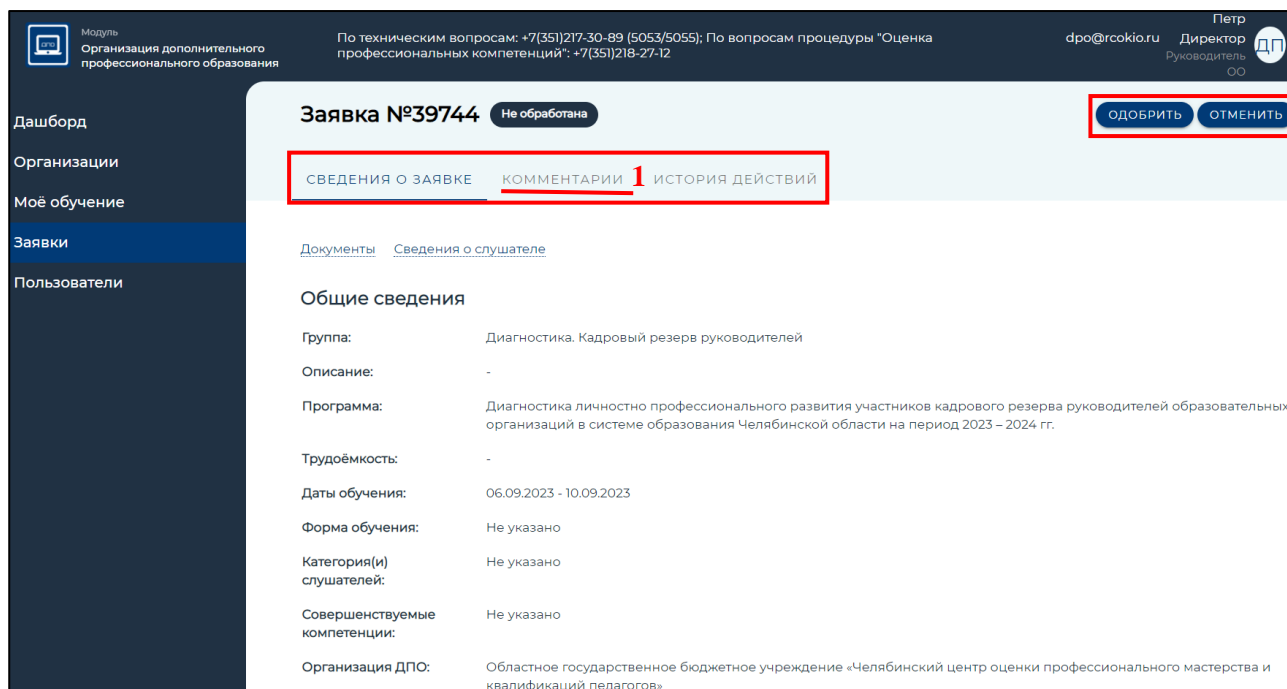 дпо
Модуль
Организация дополнительного
профессионального образования
По техническим вопросам: +7(351)217-30-89 (5053/5055); По вопросам процедуры "Оценка
профессиональных компетенций": +7(351)218-27-12
dpo@rcokio.ru
Петр
Директор
Руководитель
ОО
ДП
Дашборд
Организации
Моё обучение
Заявки
Пользователи
Заявка №39744 Не обработана
ОДОБРИТЬ ОТМЕНИТЬ
СВЕДЕНИЯ О ЗАЯВКЕ КОММЕНТАРИИ 1 ИСТОРИЯ ДЕЙСТВИЙ
Документы Сведения о слушателе
Общие сведения
Группа: Диагностика. Кадровый резерв руководителей
Описание: -
Программа: Диагностика личностно профессионального развития участников кадрового резерва руководителей образовательных
организаций в системе образования Челябинской области на период 2023 – 2024 гг.
Трудоёмкость: -
Даты обучения: 06.09.2023 - 10.09.2023
Форма обучения: Не указано
Категория(и) Не указано
слушателей:
Совершенствуемые Не указано
компетенции:
Организация ДПО: Областное государственное бюджетное учреждение «Челябинский центр оценки профессионального мастерства и
квалификаций педагогов»